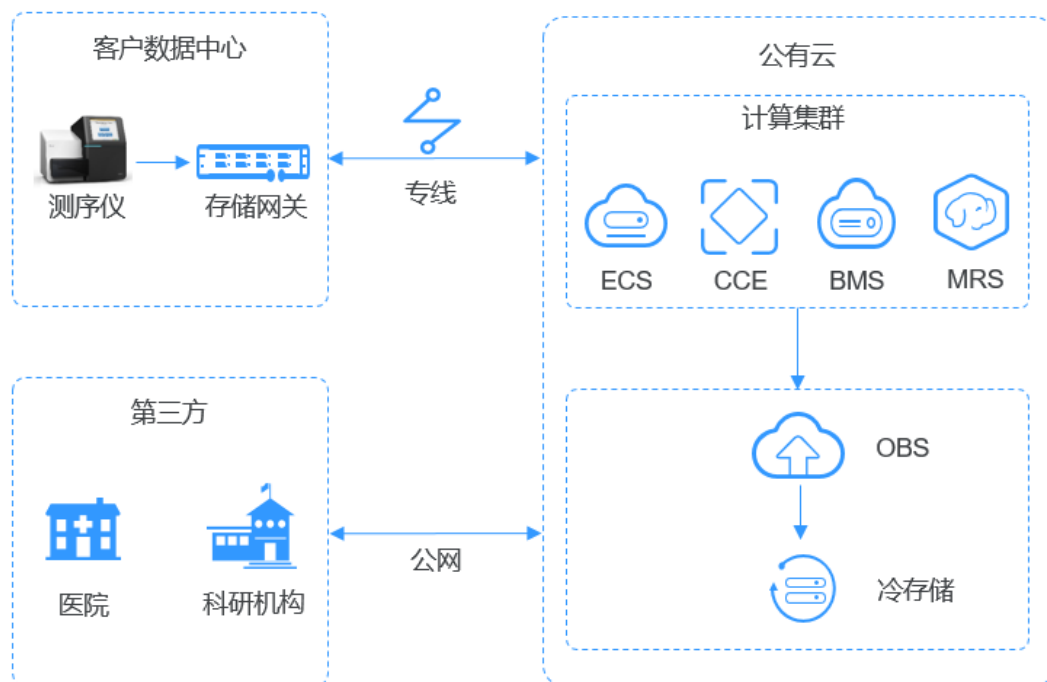 客户数据中心
测序仪
存储网关
专线
公有云
计算集群
ECS
CCE
BMS
MRS
第三方
医院
科研机构
公网
OBS
冷存储